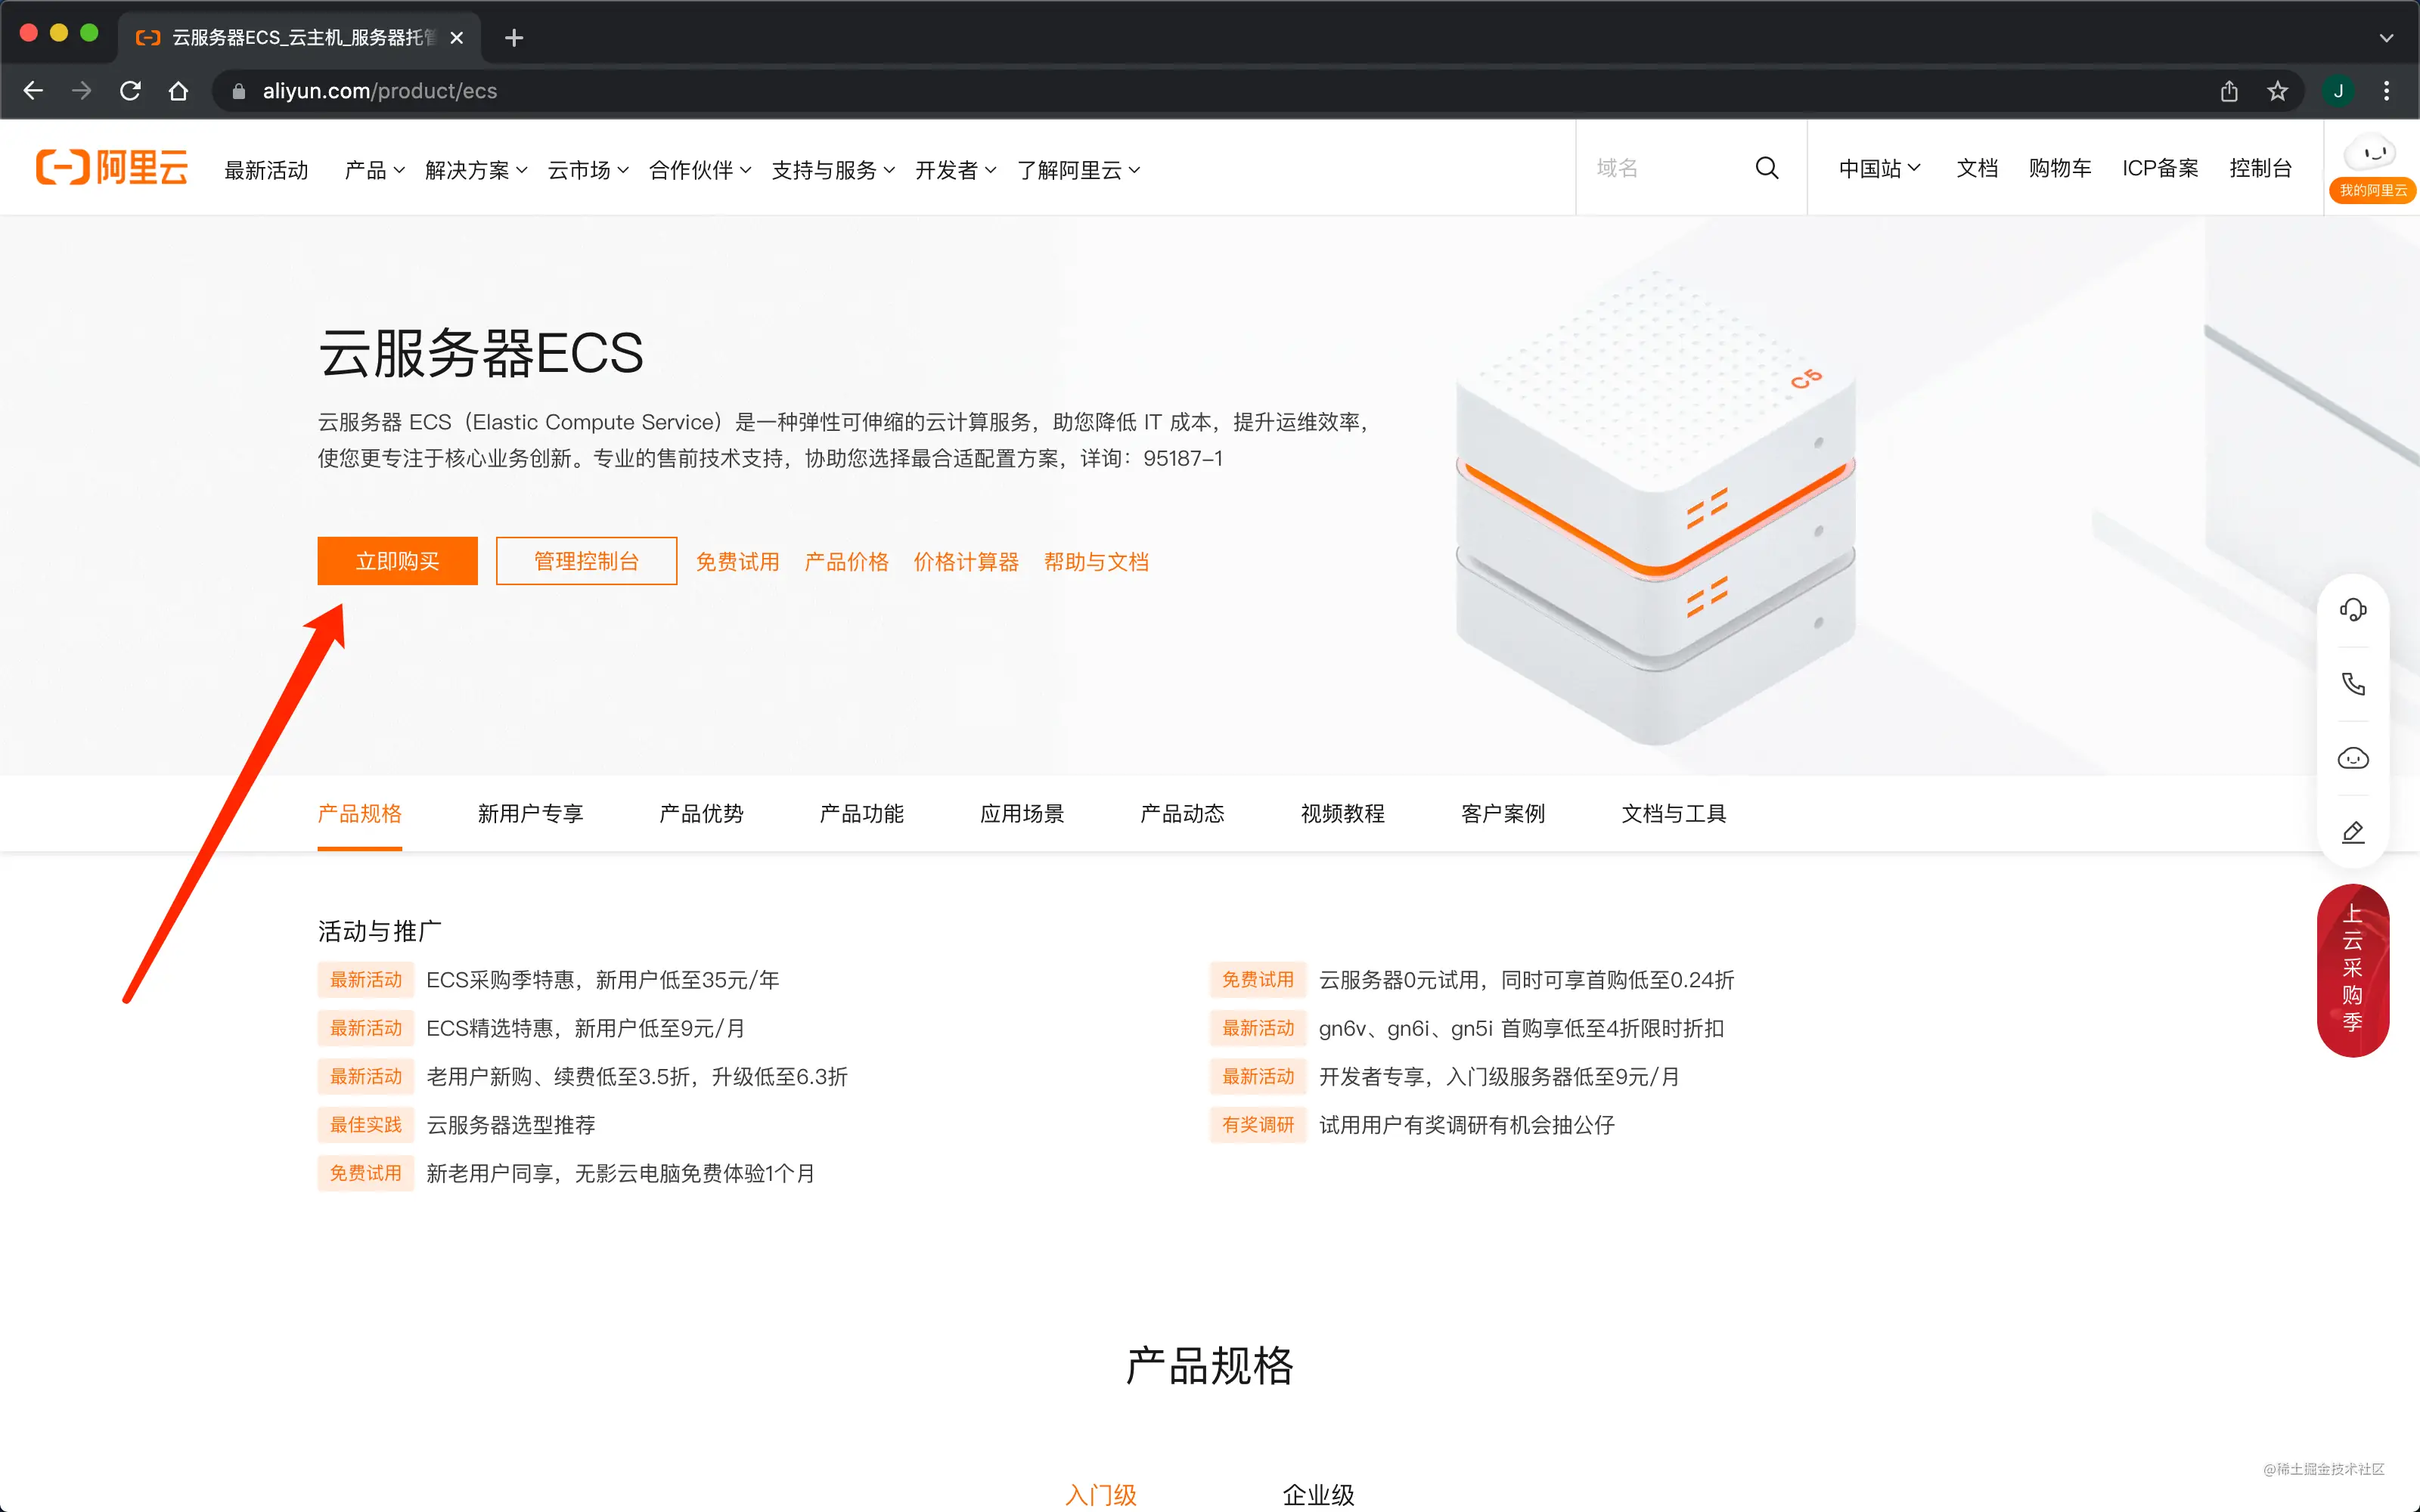 云服务器ECS_云主机_服务器托管
aliyun.com/product/ecs
J
阿里云
最新活动 产品 解决方案 云市场 合作伙伴 支持与服务 开发者 了解阿里云
域名
中国站 文档 购物车 ICP备案 控制台
我的阿里云
云服务器ECS
云服务器 ECS（Elastic Compute Service）是一种弹性可伸缩的云计算服务，助您降低 IT 成本，提升运维效率，
使您更专注于核心业务创新。专业的售前技术支持，协助您选择最合适配置方案，详询：95187-1
立即购买 管理控制台 免费试用 产品价格 价格计算器 帮助与文档
C5
产品规格 新用户专享 产品优势 产品功能 应用场景 产品动态 视频教程 客户案例 文档与工具
上云采购季
活动与推广
最新活动 ECS采购季特惠，新用户低至35元/年
免费试用 云服务器0元试用，同时可享首购低至0.24折
最新活动 ECS精选特惠，新用户低至9元/月
最新活动 gn6v、gn6i、gn5i 首购享低至4折限时折扣
最新活动 老用户新购、续费低至3.5折，升级低至6.3折
最新活动 开发者专享，入门级服务器低至9元/月
最佳实践 云服务器选型推荐
有奖调研 试用用户有奖调研有机会抽公仔
免费试用 新老用户同享，无影云电脑免费体验1个月
产品规格
入门级 企业级
@稀土掘金技术社区